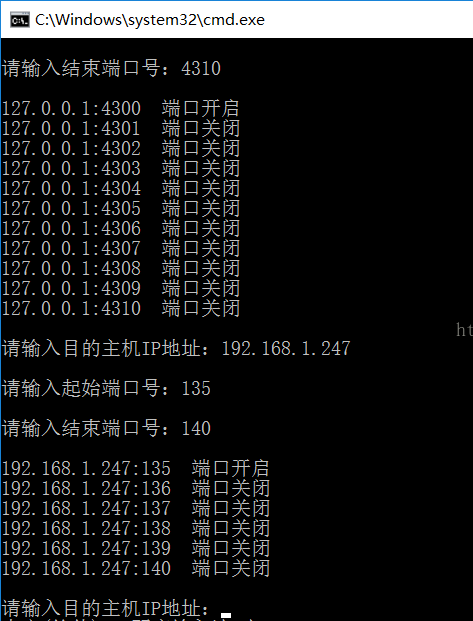 C:\Windows\system32\cmd.exe
请输入结束端口号：4310
127.0.0.1:4300 端口开启
127.0.0.1:4301 端口关闭
127.0.0.1:4302 端口关闭
127.0.0.1:4303 端口关闭
127.0.0.1:4304 端口关闭
127.0.0.1:4305 端口关闭
127.0.0.1:4306 端口关闭
127.0.0.1:4307 端口关闭
127.0.0.1:4308 端口关闭
127.0.0.1:4309 端口关闭
127.0.0.1:4310 端口关闭
ht
请输入目的主机IP地址：192.168.1.247
请输入起始端口号：135
请输入结束端口号：140
192.168.1.247:135 端口开启
192.168.1.247:136 端口关闭
192.168.1.247:137 端口关闭
192.168.1.247:138 端口关闭
192.168.1.247:139 端口关闭
192.168.1.247:140 端口关闭
请输入目的主机IP地址：